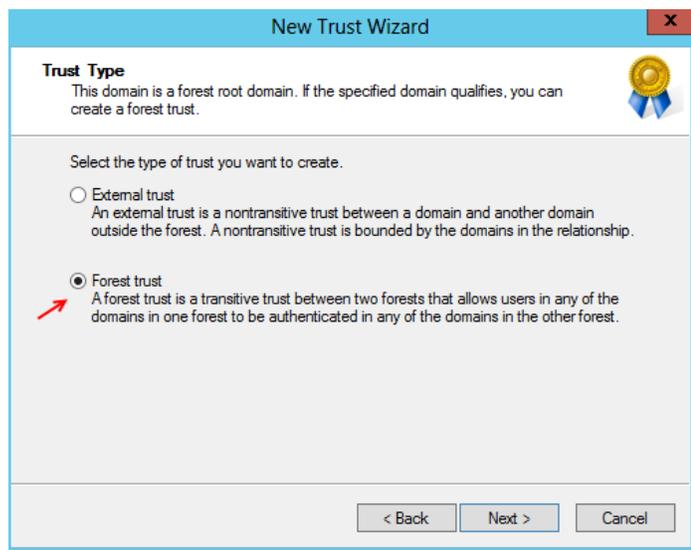 New Trust Wizard
x
Trust Type
This domain is a forest root domain. If the specified domain qualifies, you can
create a forest trust.
Select the type of trust you want to create.
External trust
An external trust is a nontransitive trust between a domain and another domain
outside the forest. A nontransitive trust is bounded by the domains in the relationship.
Forest trust
A forest trust is a transitive trust between two forests that allows users in any of the
domains in one forest to be authenticated in any of the domains in the other forest.
< Back Next > Cancel